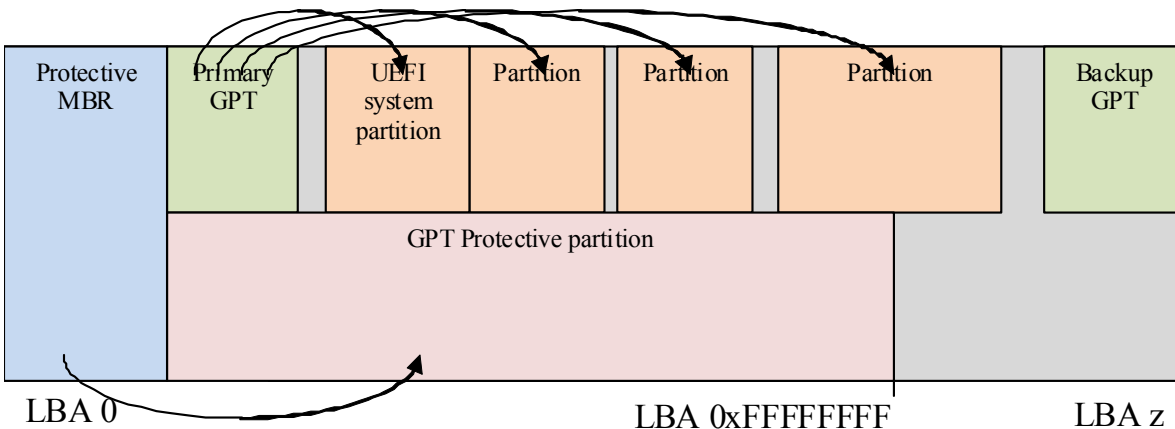 Protective
MBR
Primary
GPT
UEFI
system
partition
Partition
Partition
Partition
Backup
GPT
GPT Protective partition
LBA 0
LBA 0xFFFFFFFF
LBA z